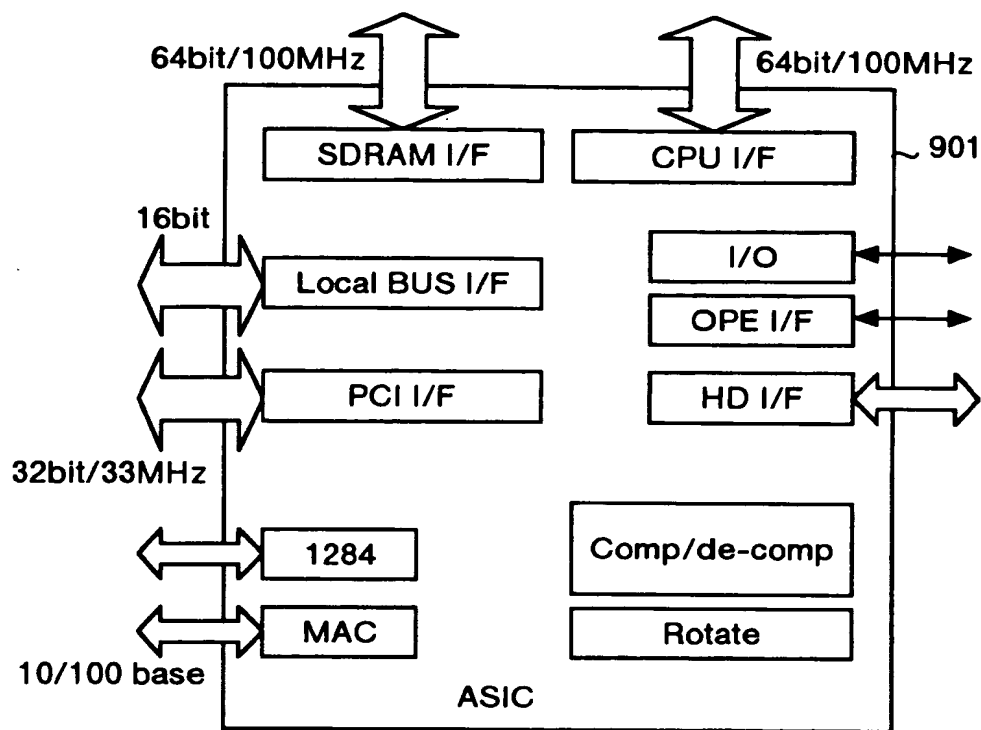 64bit/100MHz
64bit/100MHz
SDRAM I/F
CPU I/F
901
16bit
Local BUS I/F
I/O
OPE I/F
PCI I/F
HD I/F
32bit/33MHz
1284
Comp/de-comp
MAC
Rotate
10/100 base
ASIC